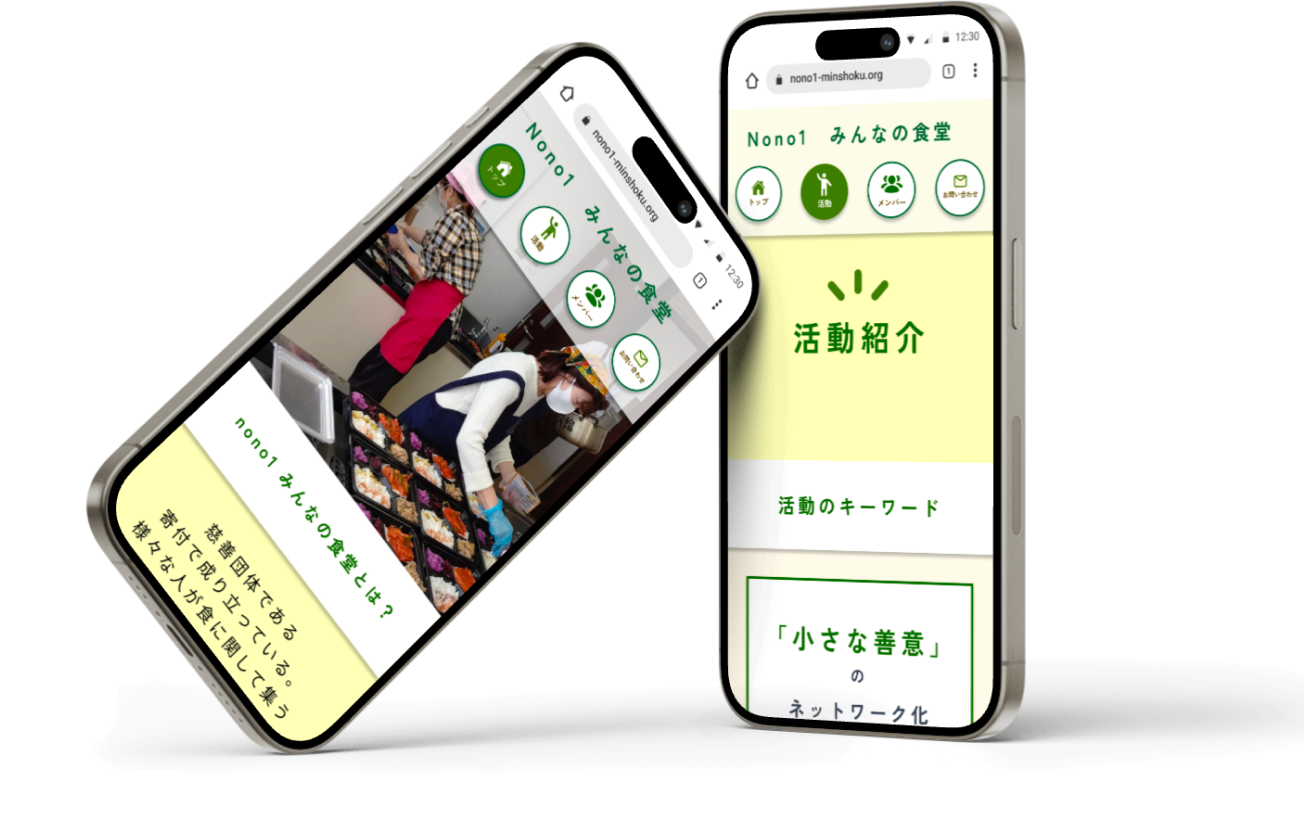 12:30
nono1-minshoku.org
1
Nono1 みんなの食堂
トップ
活動
メンバー
お問い合わせ
nono1 みんなの食堂とは？
慈善団体である
寄付で成り立っている。
様々な人が食に関して集う
12:30
nono1-minshoku.org
1
Nono1 みんなの食堂
トップ
活動
メンバー
お問い合わせ
活動紹介
活動のキーワード
「小さな善意」
の
ネットワーク化